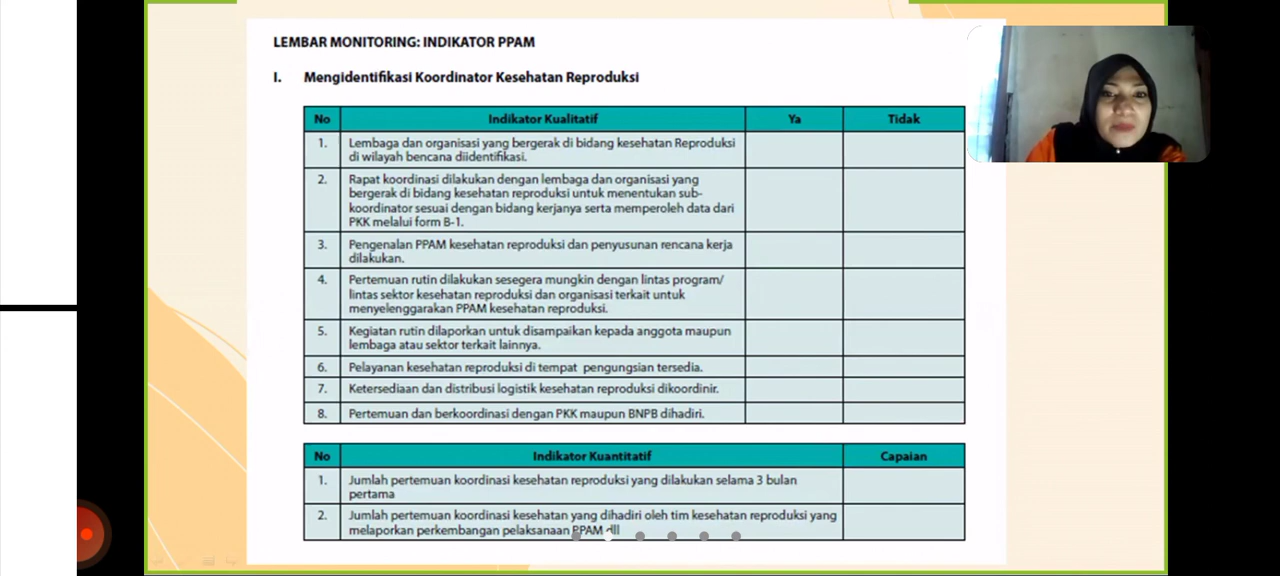 LEMBAR MONITORING: INDIKATOR PPAM
I. Mengidentifikasi Koordinator Kesehatan Reproduksi
No Indikator Kualitatif Ya Tidak
1. Lembaga dan organisasi yang bergerak di bidang kesehatan Reproduksi
di wilayah bencana diidentifikasi.
2. Rapat koordinasi dilakukan dengan lembaga dan organisasi yang
bergerak di bidang kesehatan reproduksi untuk menentukan sub-
koordinator sesuai dengan bidang kerjanya serta memperoleh data dari
PKK melalui form B-1.
3. Pengenalan PPAM kesehatan reproduksi dan penyusunan rencana kerja
dilakukan.
4. Pertemuan rutin dilakukan sesegera mungkin dengan lintas program/
lintas sektor kesehatan reproduksi dan organisasi terkait untuk
menyelenggarakan PPAM kesehatan reproduksi.
5. Kegiatan rutin dilaporkan untuk disampaikan kepada anggota maupun
lembaga atau sektor terkait lainnya.
6. Pelayanan kesehatan reproduksi di tempat pengungsian tersedia.
7. Ketersediaan dan distribusi logistik kesehatan reproduksi dikoordinir.
8. Pertemuan dan berkoordinasi dengan PKK maupun BNPB dihadiri.
No Indikator Kuantitatif Capaian
1. Jumlah pertemuan koordinasi kesehatan reproduksi yang dilakukan selama 3 bulan
pertama
2. Jumlah pertemuan koordinasi kesehatan yang dihadiri oleh tim kesehatan reproduksi yang
melaporkan perkembangan pelaksanaan PPAM dll